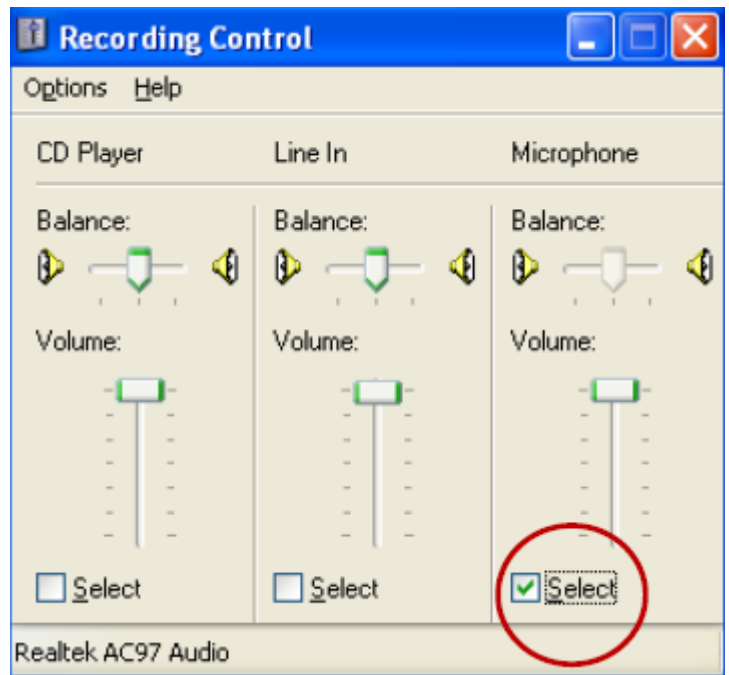 Recording Control
Options Help
CD Player Line In Microphone
Balance: Balance: Balance:
Volume: Volume: Volume:
Select Select Select
Realtek AC97 Audio